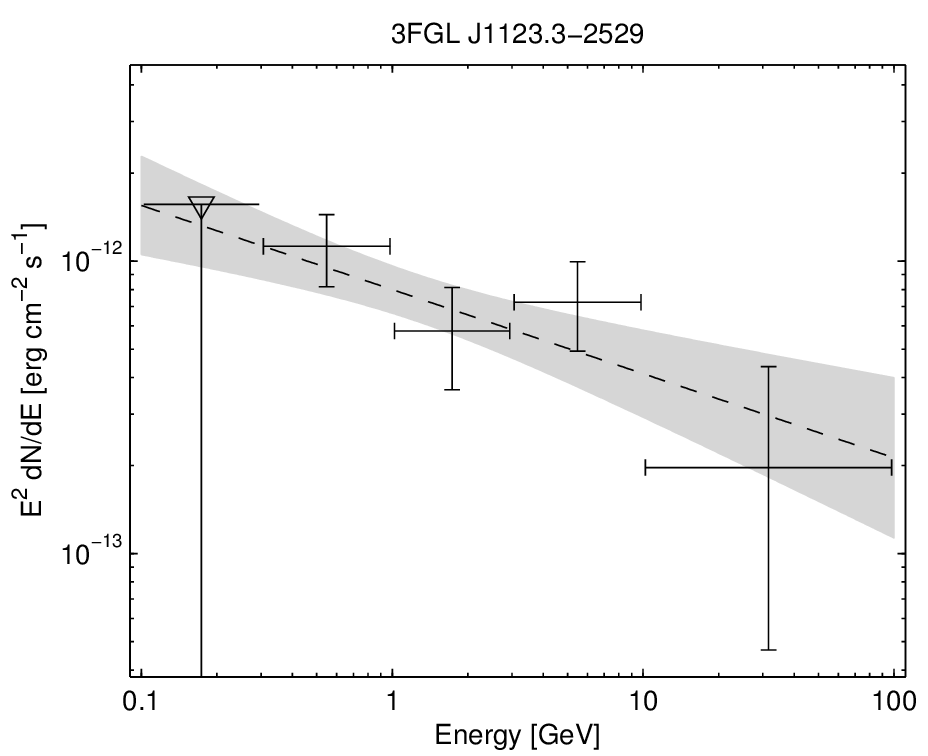 3FGL J1123.3−2529
E² dN/dE [erg cm⁻² s⁻¹]
10⁻¹²
10⁻¹³
0.1 1 10 100
Energy [GeV]